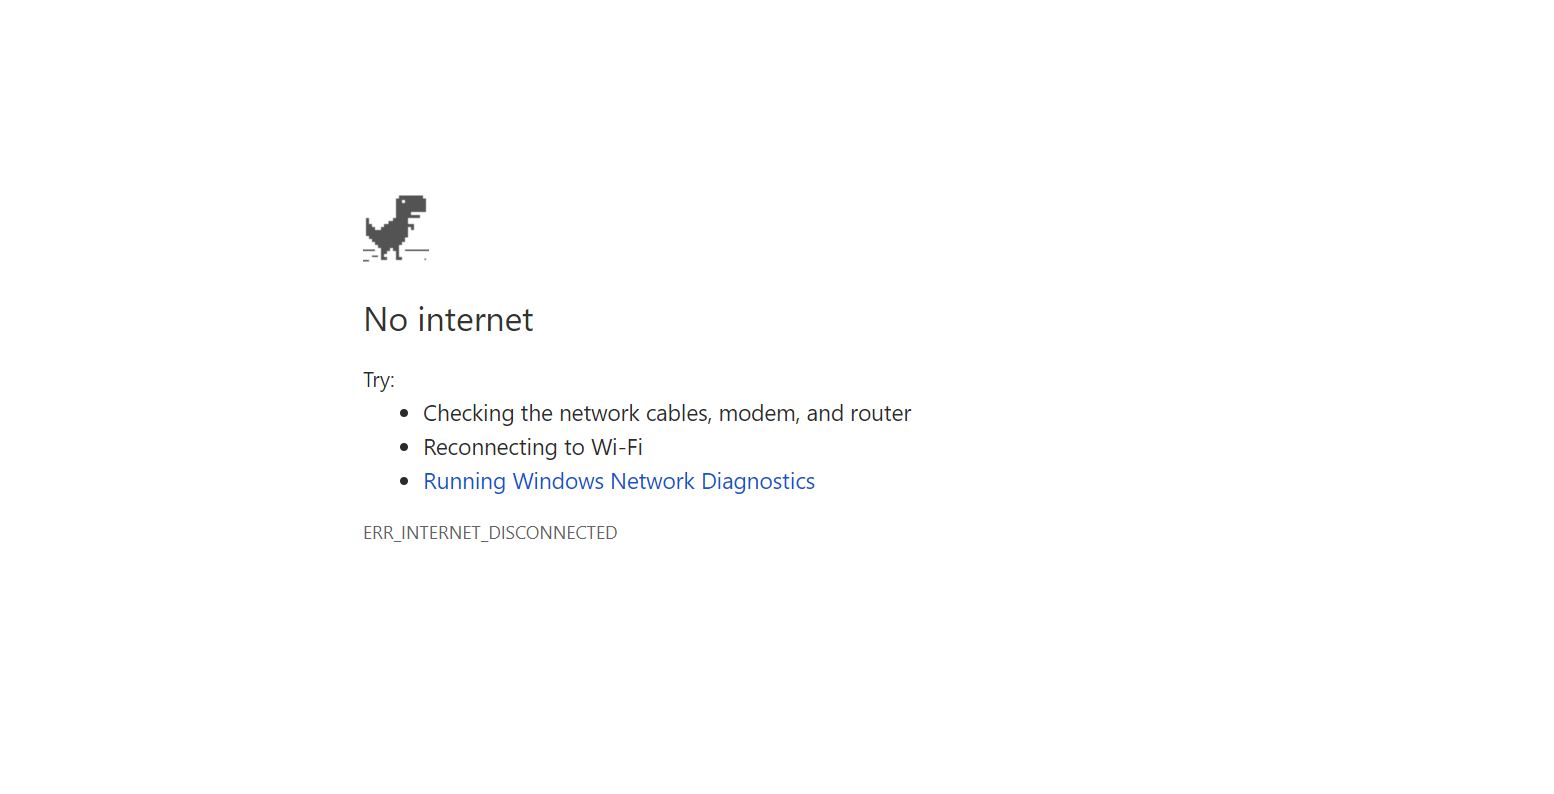 No internet
Try:
Checking the network cables, modem, and router
Reconnecting to Wi-Fi
Running Windows Network Diagnostics
ERR_INTERNET_DISCONNECTED